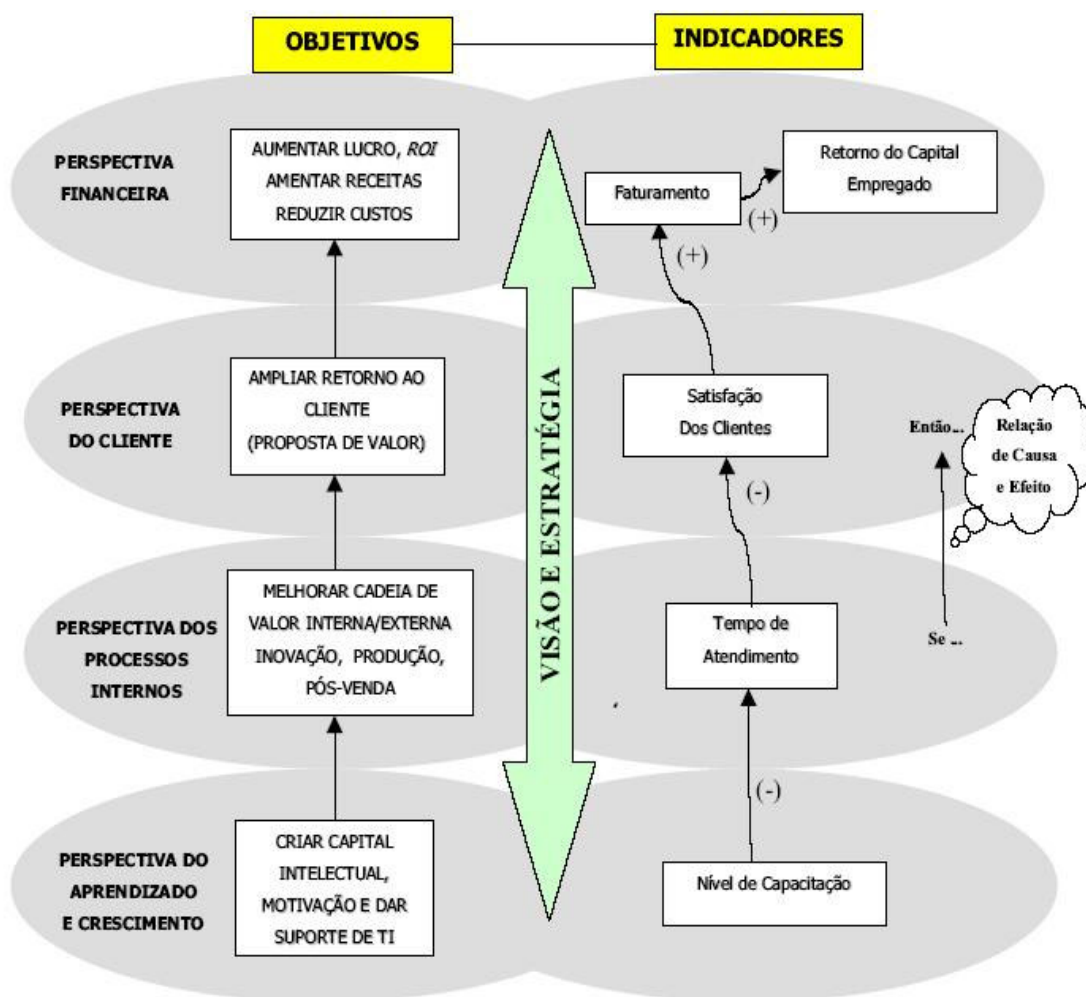 OBJETIVOS
INDICADORES
PERSPECTIVA
FINANCEIRA
AUMENTAR LUCRO, ROI
AMENTAR RECEITAS
REDUZIR CUSTOS
Faturamento
(+)
Retorno do Capital
Empregado
(+)
PERSPECTIVA
DO CLIENTE
AMPLIAR RETORNO AO
CLIENTE
(PROPOSTA DE VALOR)
VISÃO E ESTRATÉGIA
Satisfação
Dos Clientes
Então...
Relação
de Causa
e Efeito
(-)
PERSPECTIVA DOS
PROCESSOS
INTERNOS
MELHORAR CADEIA DE
VALOR INTERNA/EXTERNA
INOVAÇÃO, PRODUÇÃO,
PÓS-VENDA
Tempo de
Atendimento
Se ...
(-)
PERSPECTIVA DO
APRENDIZADO
E CRESCIMENTO
CRIAR CAPITAL
INTELECTUAL,
MOTIVAÇÃO E DAR
SUPORTE DE TI
Nível de Capacitação